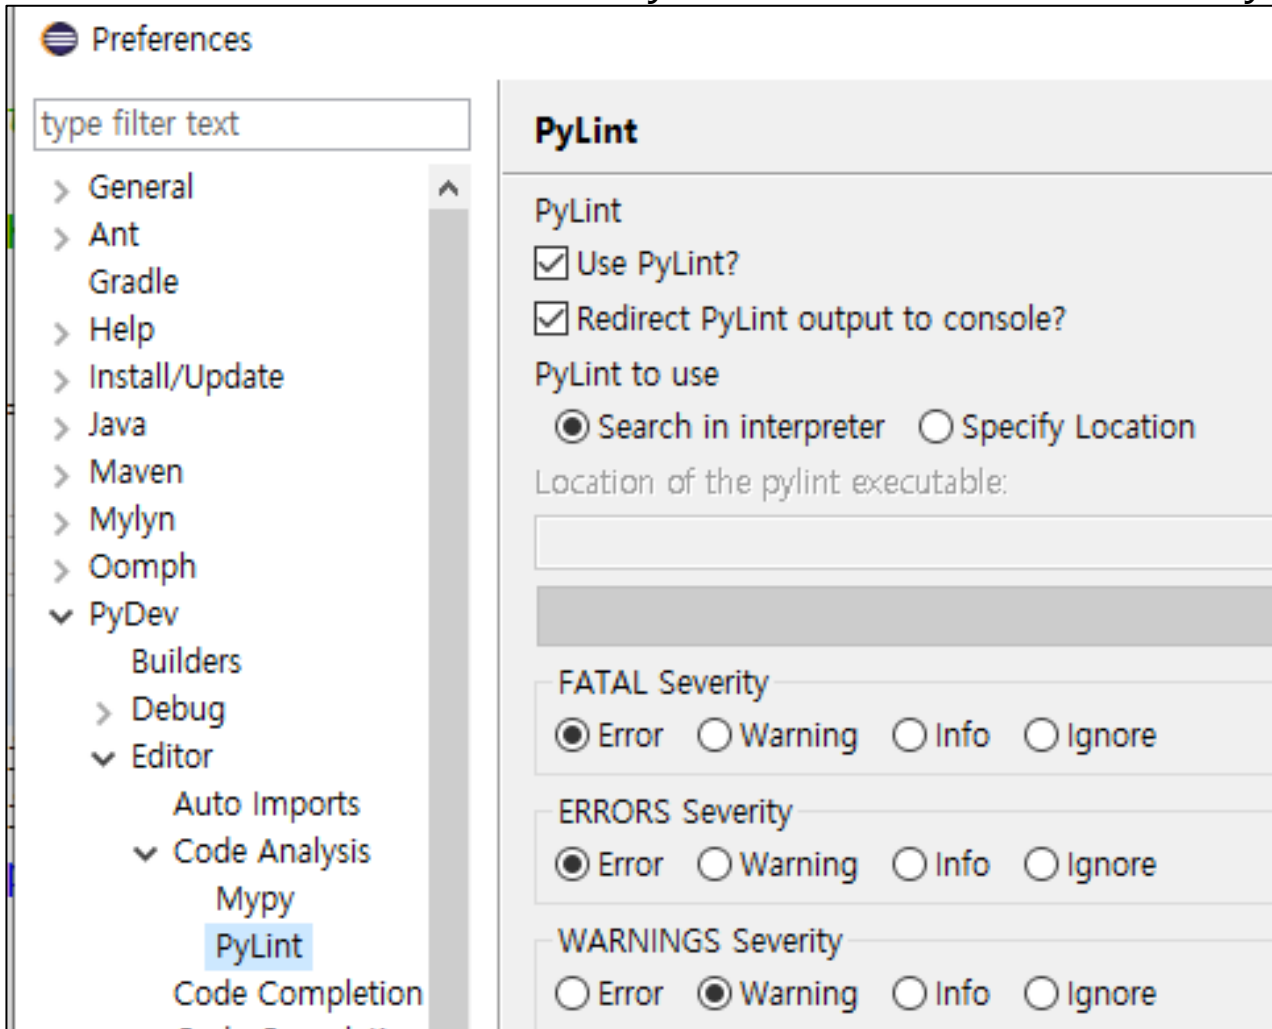 Preferences
type filter text
General
Ant
Gradle
Help
Install/Update
Java
Maven
Mylyn
Oomph
PyDev
Builders
Debug
Editor
Auto Imports
Code Analysis
Mypy
PyLint
Code Completion
PyLint
PyLint
Use PyLint?
Redirect PyLint output to console?
PyLint to use
Search in interpreter Specify Location
Location of the pylint executable:
FATAL Severity
Error Warning Info Ignore
ERRORS Severity
Error Warning Info Ignore
WARNINGS Severity
Error Warning Info Ignore